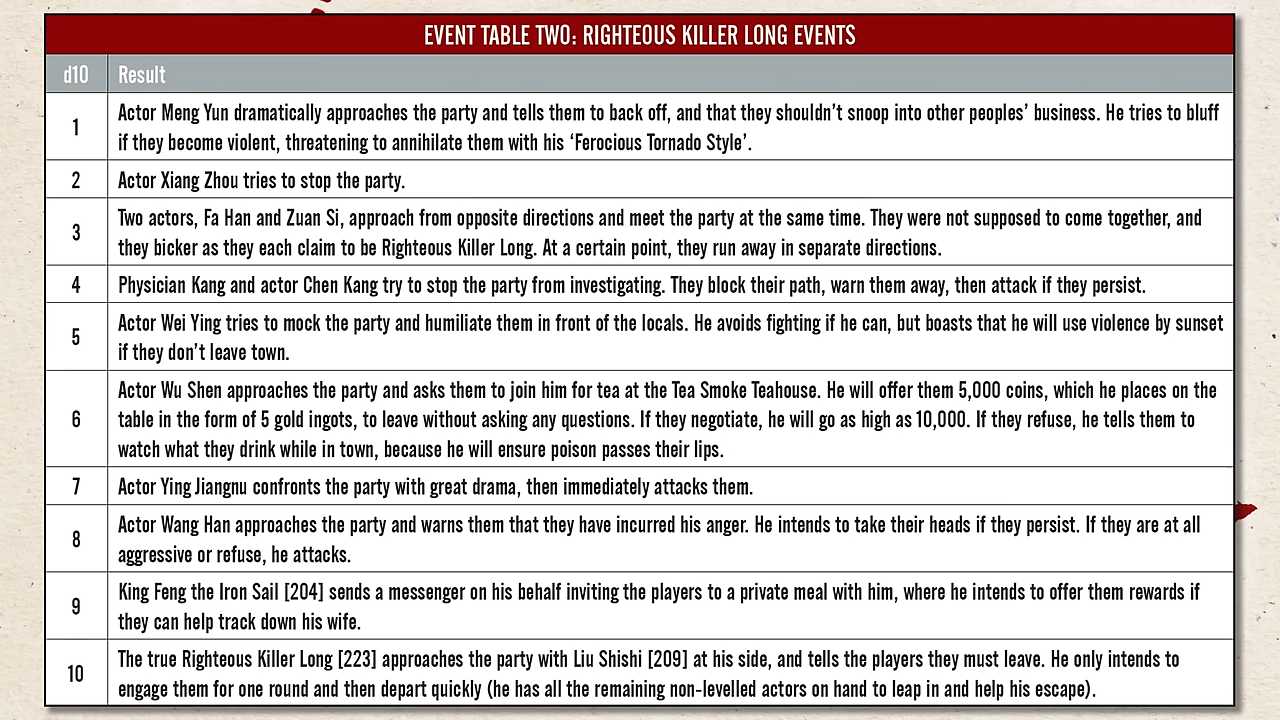 EVENT TABLE TWO: RIGHTEOUS KILLER LONG EVENTS
d10 Result
1 Actor Meng Yun dramatically approaches the party and tells them to back off, and that they shouldn’t snoop into other peoples’ business. He tries to bluff
if they become violent, threatening to annihilate them with his ‘Ferocious Tornado Style’.
2 Actor Xiang Zhou tries to stop the party.
3 Two actors, Fa Han and Zuan Si, approach from opposite directions and meet the party at the same time. They were not supposed to come together, and
they bicker as they each claim to be Righteous Killer Long. At a certain point, they run away in separate directions.
4 Physician Kang and actor Chen Kang try to stop the party from investigating. They block their path, warn them away, then attack if they persist.
5 Actor Wei Ying tries to mock the party and humiliate them in front of the locals. He avoids fighting if he can, but boasts that he will use violence by sunset
if they don’t leave town.
6 Actor Wu Shen approaches the party and asks them to join him for tea at the Tea Smoke Teahouse. He will offer them 5,000 coins, which he places on the
table in the form of 5 gold ingots, to leave without asking any questions. If they negotiate, he will go as high as 10,000. If they refuse, he tells them to
watch what they drink while in town, because he will ensure poison passes their lips.
7 Actor Ying Jiangnu confronts the party with great drama, then immediately attacks them.
8 Actor Wang Han approaches the party and warns them that they have incurred his anger. He intends to take their heads if they persist. If they are at all
aggressive or refuse, he attacks.
9 King Feng the Iron Sail [204] sends a messenger on his behalf inviting the players to a private meal with him, where he intends to offer them rewards if
they can help track down his wife.
10 The true Righteous Killer Long [223] approaches the party with Liu Shishi [209] at his side, and tells the players they must leave. He only intends to
engage them for one round and then depart quickly (he has all the remaining non-levelled actors on hand to leap in and help his escape).